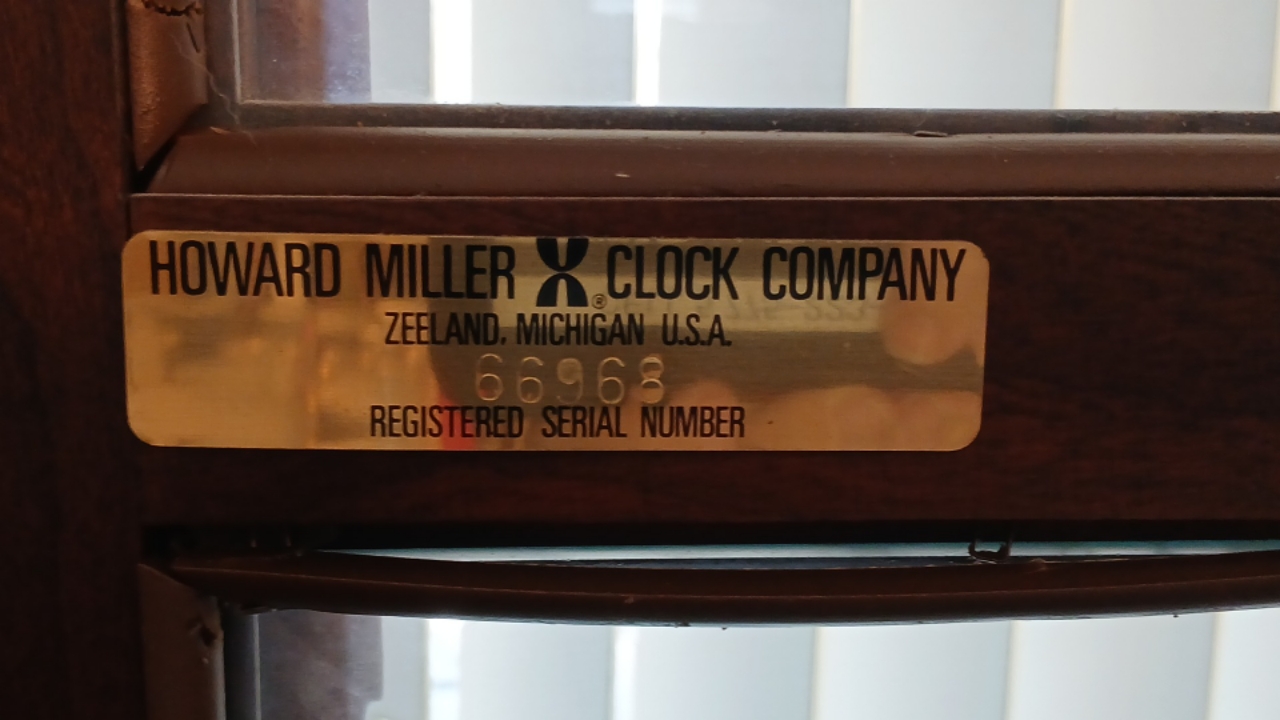 HOWARD MILLER ® CLOCK COMPANY
ZEELAND, MICHIGAN U.S.A.
66968
REGISTERED SERIAL NUMBER